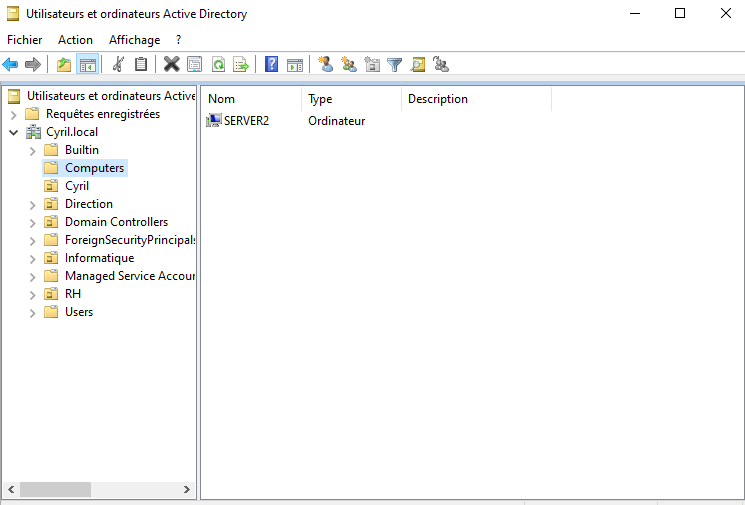 Utilisateurs et ordinateurs Active Directory
Fichier Action Affichage ?
Utilisateurs et ordinateurs Active
Requêtes enregistrées
Cyril.local
Builtin
Computers
Cyril
Direction
Domain Controllers
ForeignSecurityPrincipals
Informatique
Managed Service Accour
RH
Users
Nom Type Description
SERVER2 Ordinateur